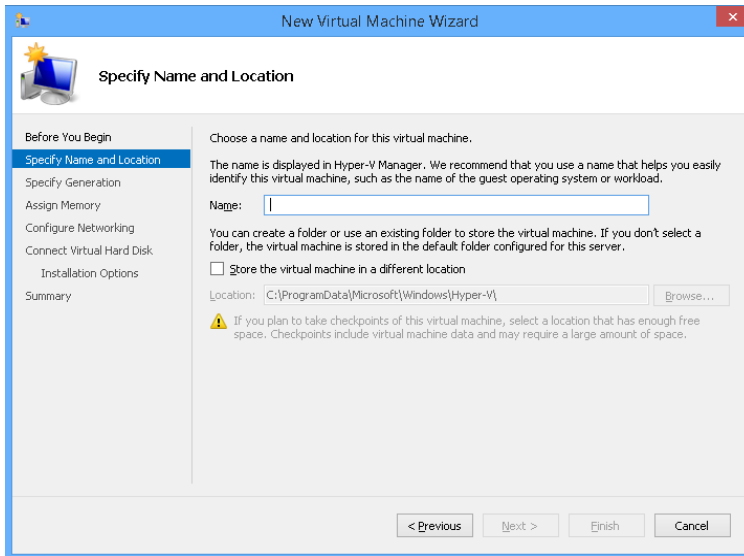 New Virtual Machine Wizard
Specify Name and Location
Before You Begin
Specify Name and Location
Specify Generation
Assign Memory
Configure Networking
Connect Virtual Hard Disk
Installation Options
Summary
Choose a name and location for this virtual machine.
The name is displayed in Hyper-V Manager. We recommend that you use a name that helps you easily
identify this virtual machine, such as the name of the guest operating system or workload.
Name:
You can create a folder or use an existing folder to store the virtual machine. If you don't select a
folder, the virtual machine is stored in the default folder configured for this server.
Store the virtual machine in a different location
Location: C:\ProgramData\Microsoft\Windows\Hyper-V\ Browse...
If you plan to take checkpoints of this virtual machine, select a location that has enough free
space. Checkpoints include virtual machine data and may require a large amount of space.
< Previous Next > Finish Cancel